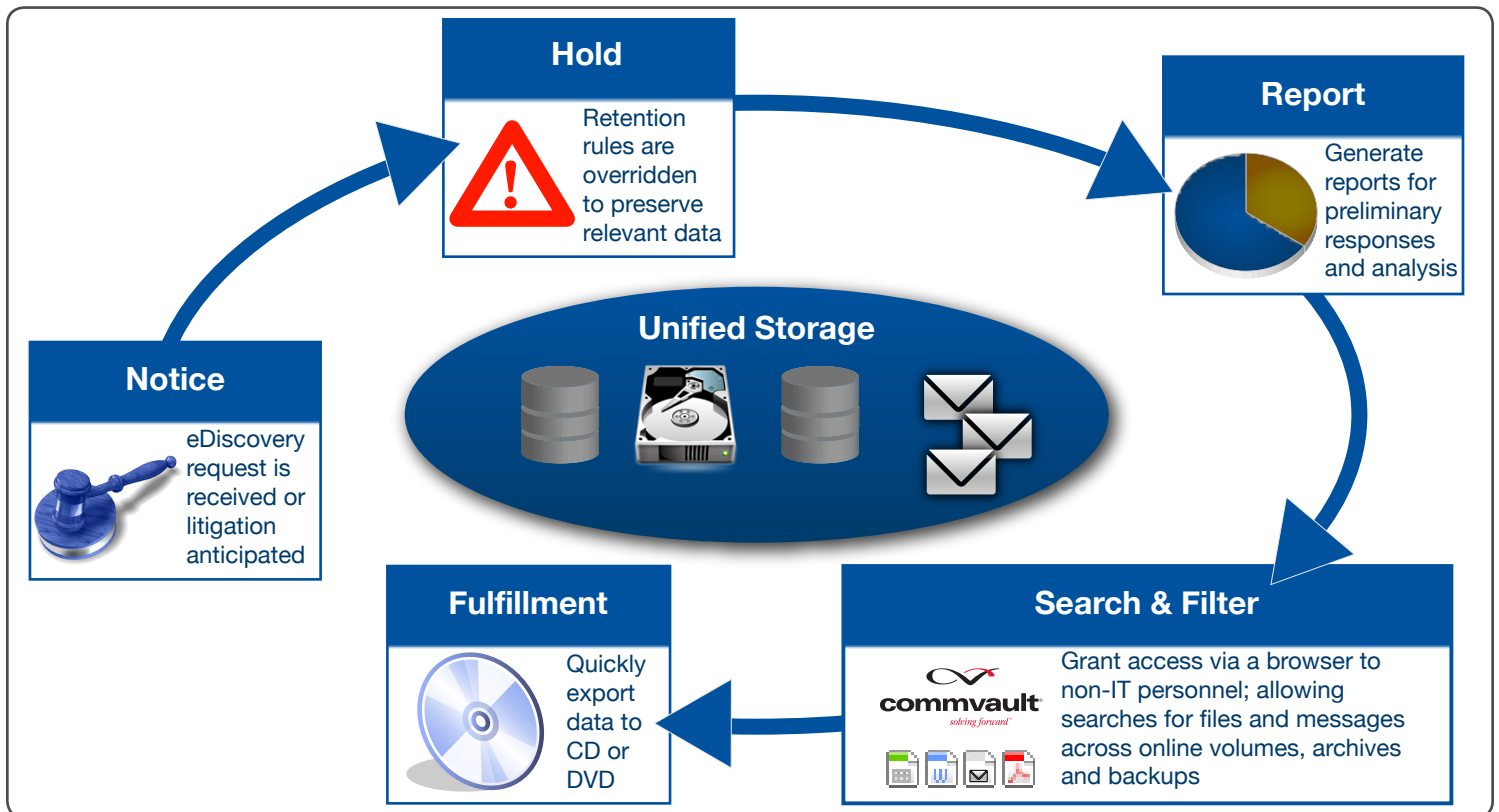 Notice
eDiscovery
request is
received or
litigation
anticipated
Hold
Retention
rules are
overridden
to preserve
relevant data
Report
Generate
reports for
preliminary
responses
and analysis
Unified Storage
Search & Filter
commvault
solving forward™
Grant access via a browser to
non-IT personnel; allowing
searches for files and messages
across online volumes, archives
and backups
Fulfillment
Quickly
export
data to
CD or
DVD